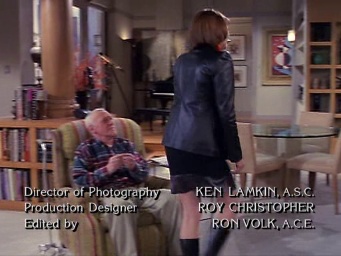 Director of Photography KEN LAMKIN, A.S.C.
Production Designer ROY CHRISTOPHER
Edited by RON VOLK, A.C.E.